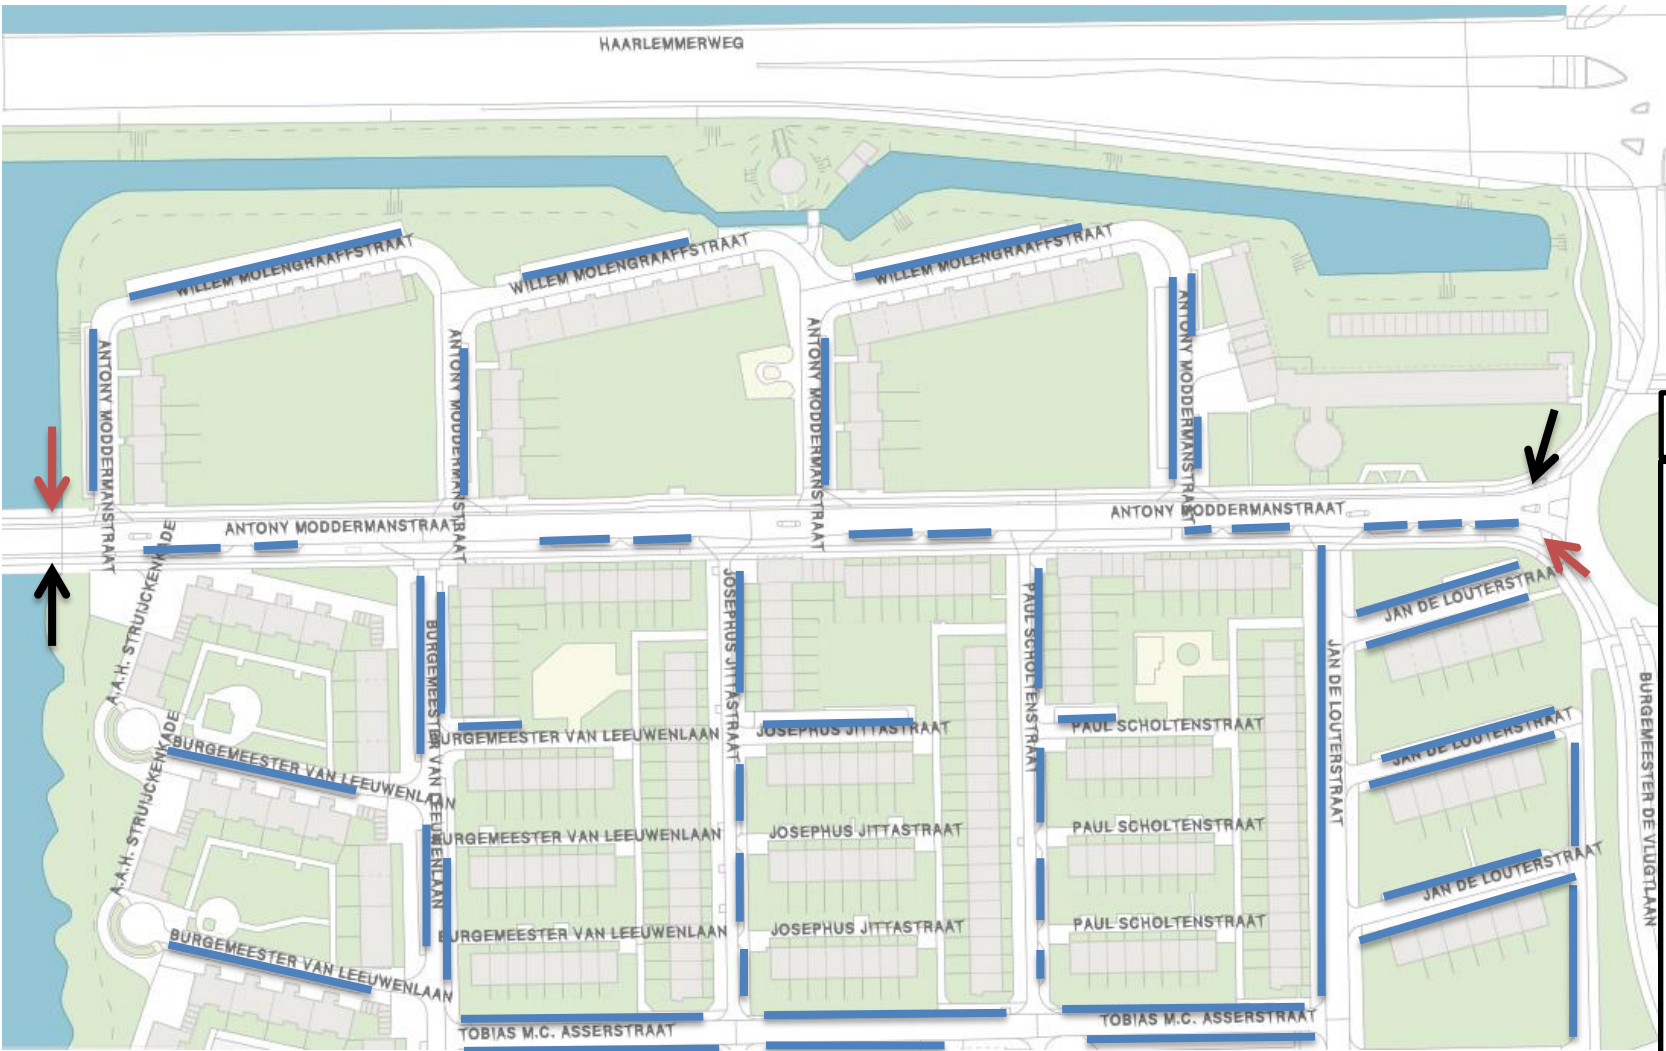 HAARLEMMERWEG
WILLEM MOLENGRAAFFSTRAAT
WILLEM MOLENGRAAFFSTRAAT
WILLEM MOLENGRAAFFSTRAAT
ANTONY MODDERMANSTRAAT
ANTONY MODDERMANSTRAAT
ANTONY MODDERMANSTRAAT
ANTONY MODDERMANSTRAAT
ANTONY MODDERMANSTRAAT
ANTONY MODDERMANSTRAAT
A.A.H. STRUIJCKENKADE
BURGEMEESTER VAN LEEUWENLAAN
JOSEPHUS JITTASTRAAT
PAUL SCHOLTENSTRAAT
JAN DE LOUTERSTRAAT
JAN DE LOUTERSTRAAT
BURGEMEESTER DE VLUGTLAAN
BURGEMEESTER VAN LEEUWENLAAN
JOSEPHUS JITTASTRAAT
PAUL SCHOLTENSTRAAT
JAN DE LOUTERSTRAAT
A.A.H. STRUIJCKENKADE
BURGEMEESTER VAN LEEUWENLAAN
BURGEMEESTER VAN LEEUWENLAAN
JOSEPHUS JITTASTRAAT
PAUL SCHOLTENSTRAAT
JAN DE LOUTERSTRAAT
BURGEMEESTER VAN LEEUWENLAAN
BURGEMEESTER VAN LEEUWENLAAN
JOSEPHUS JITTASTRAAT
PAUL SCHOLTENSTRAAT
TOBIAS M.C. ASSERSTRAAT
TOBIAS M.C. ASSERSTRAAT